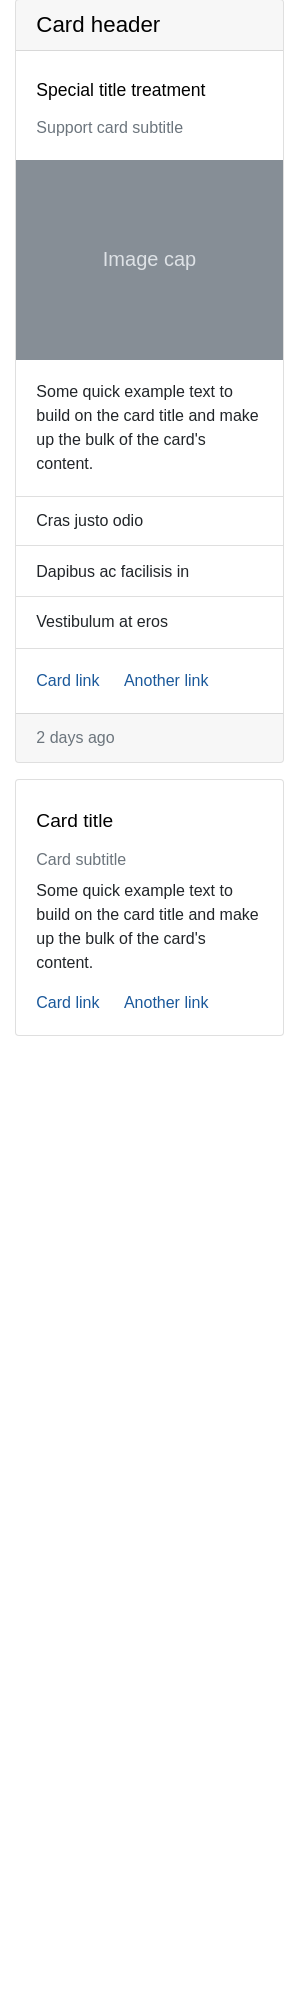 Card header
Special title treatment
Support card subtitle
Image cap
Some quick example text to
build on the card title and make
up the bulk of the card's
content.
Cras justo odio
Dapibus ac facilisis in
Vestibulum at eros
Card link Another link
2 days ago
Card title
Card subtitle
Some quick example text to
build on the card title and make
up the bulk of the card's
content.
Card link Another link